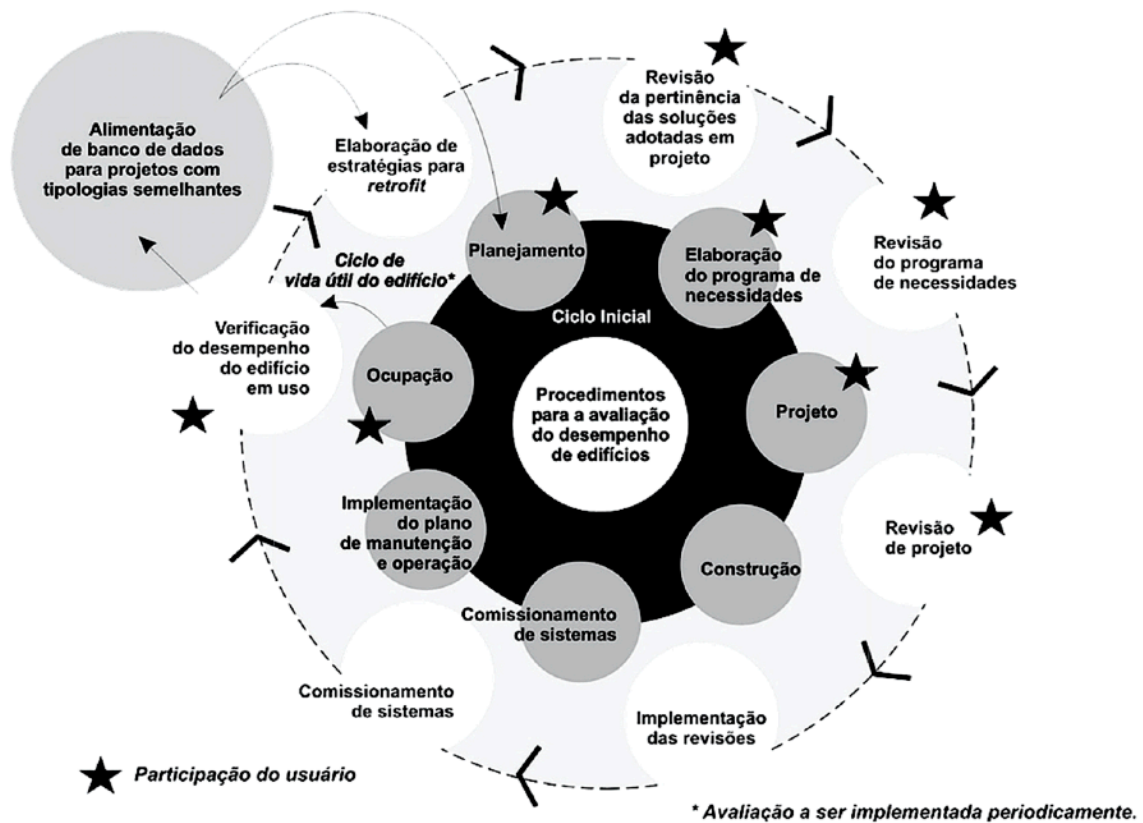 Alimentação
de banco de dados
para projetos com
tipologias semelhantes
Elaboração de
estratégias para
retrofit
Revisão
da pertinência
das soluções
adotadas em
projeto
Planejamento
Elaboração
do programa de
necessidades
Revisão
do programa
de necessidades
Ciclo de
vida útil do edifício*
Ciclo Inicial
Verificação
do desempenho
do edifício
em uso
Ocupação
Procedimentos
para a avaliação
do desempenho
de edifícios
Projeto
Implementação
do plano
de manutenção
e operação
Construção
Revisão
de projeto
Comissionamento
de sistemas
Comissionamento
de sistemas
Implementação
das revisões
Participação do usuário
* Avaliação a ser implementada periodicamente.